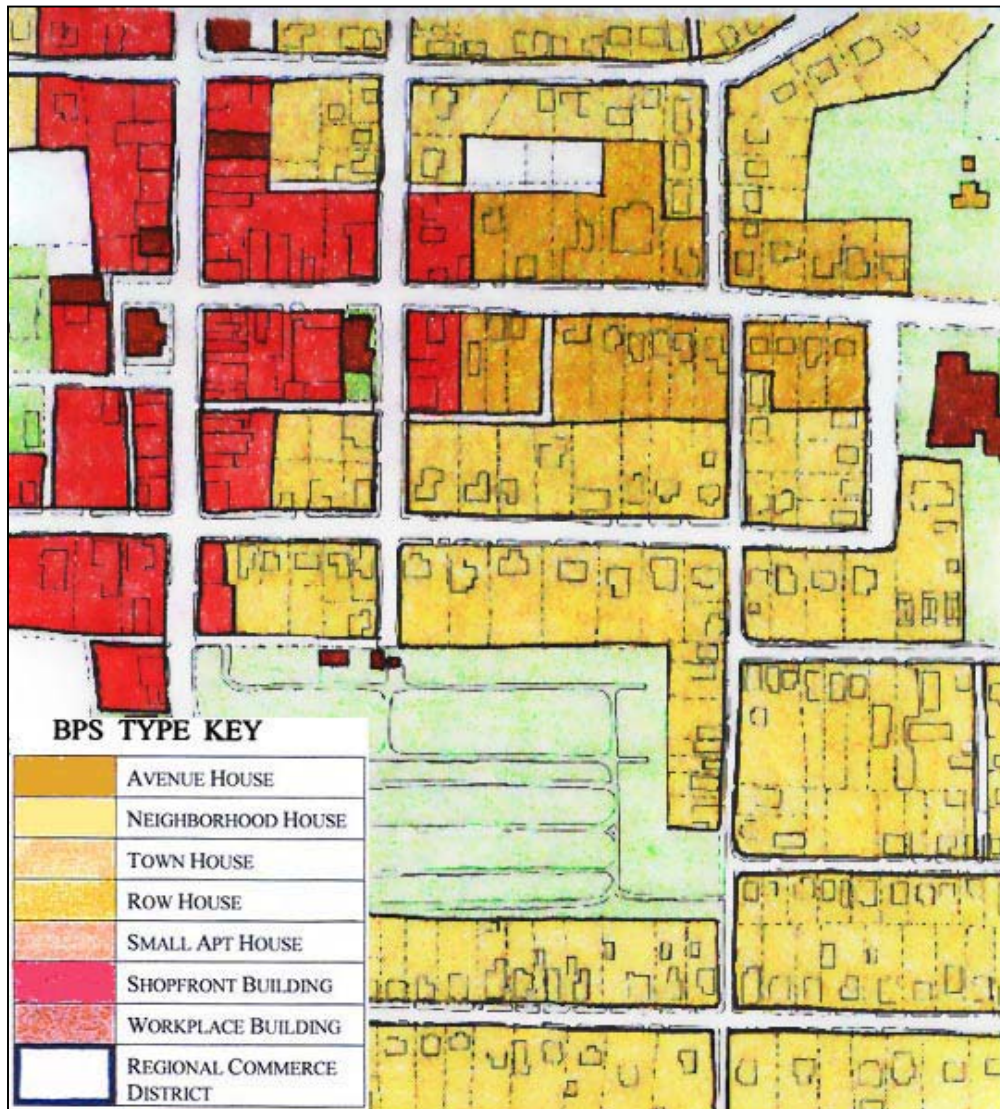 BPS TYPE KEY
AVENUE HOUSE
NEIGHBORHOOD HOUSE
TOWN HOUSE
ROW HOUSE
SMALL APT HOUSE
SHOPFRONT BUILDING
WORKPLACE BUILDING
REGIONAL COMMERCE
DISTRICT